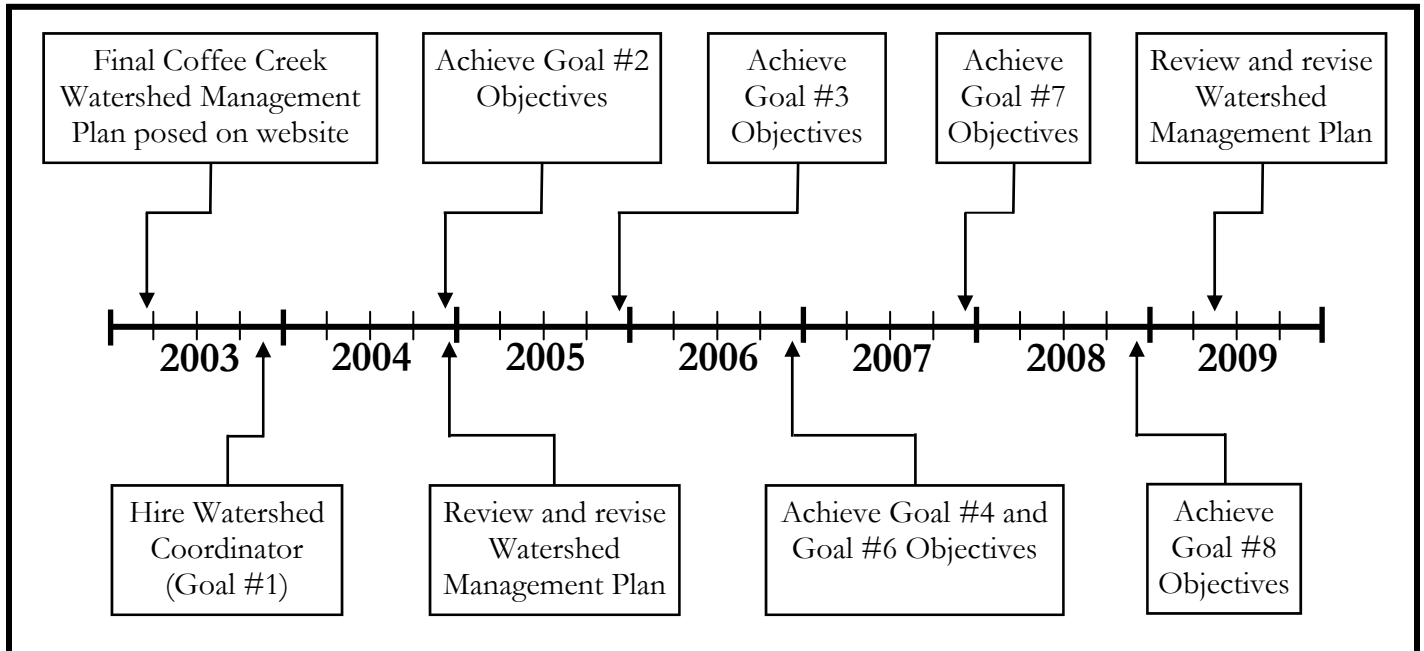 Final Coffee Creek
Watershed Management
Plan posed on website
Achieve Goal #2
Objectives
Achieve
Goal #3
Objectives
Achieve
Goal #7
Objectives
Review and revise
Watershed
Management Plan
2003
2004
2005
2006
2007
2008
2009
Hire Watershed
Coordinator
(Goal #1)
Review and revise
Watershed
Management Plan
Achieve Goal #4 and
Goal #6 Objectives
Achieve
Goal #8
Objectives